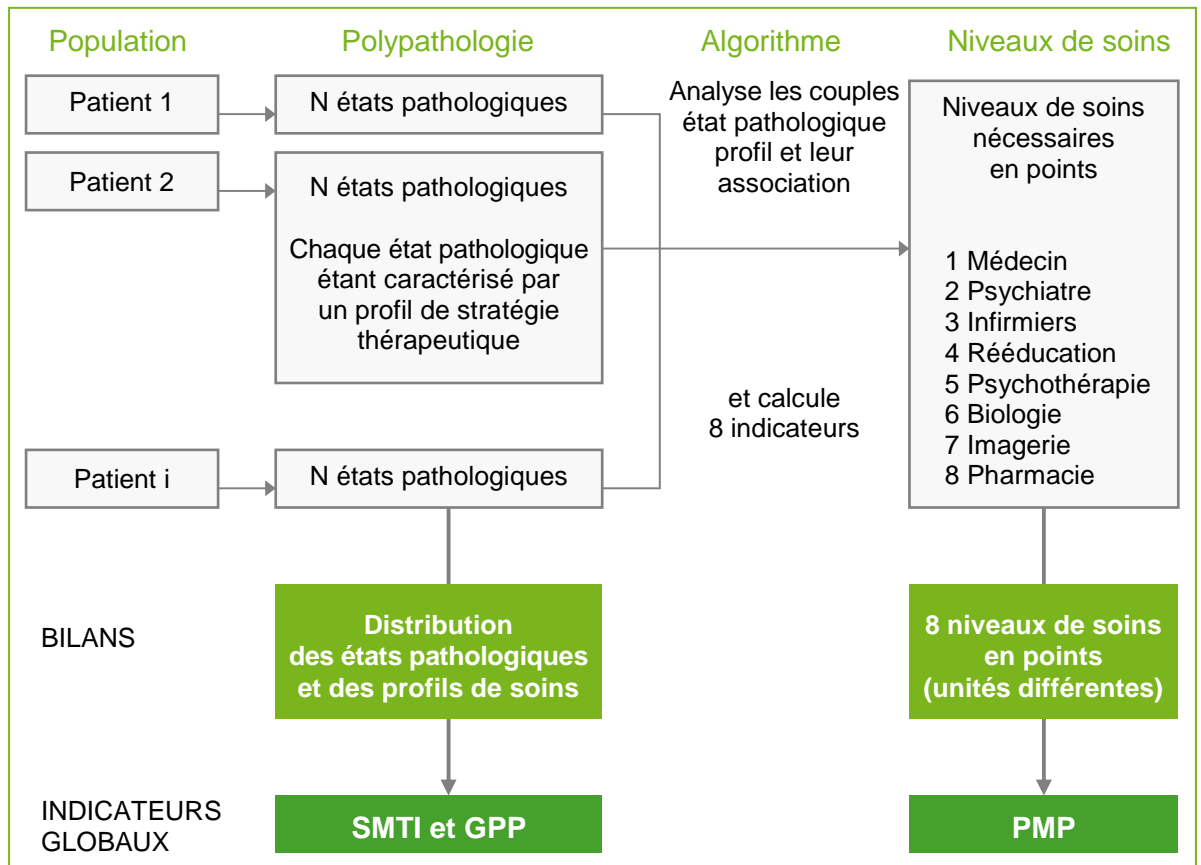 Population
Polypathologie
Algorithme
Niveaux de soins
Patient 1
N états pathologiques
Patient 2
N états pathologiques
Chaque état pathologique
étant caractérisé par
un profil de stratégie
thérapeutique
Patient i
N états pathologiques
Analyse les couples
état pathologique
profil et leur
association
et calcule
8 indicateurs
Niveaux de soins
nécessaires
en points
1 Médecin
2 Psychiatre
3 Infirmiers
4 Rééducation
5 Psychothérapie
6 Biologie
7 Imagerie
8 Pharmacie
BILANS
Distribution
des états pathologiques
et des profils de soins
8 niveaux de soins
en points
(unités différentes)
INDICATEURS
GLOBAUX
SMTI et GPP
PMP